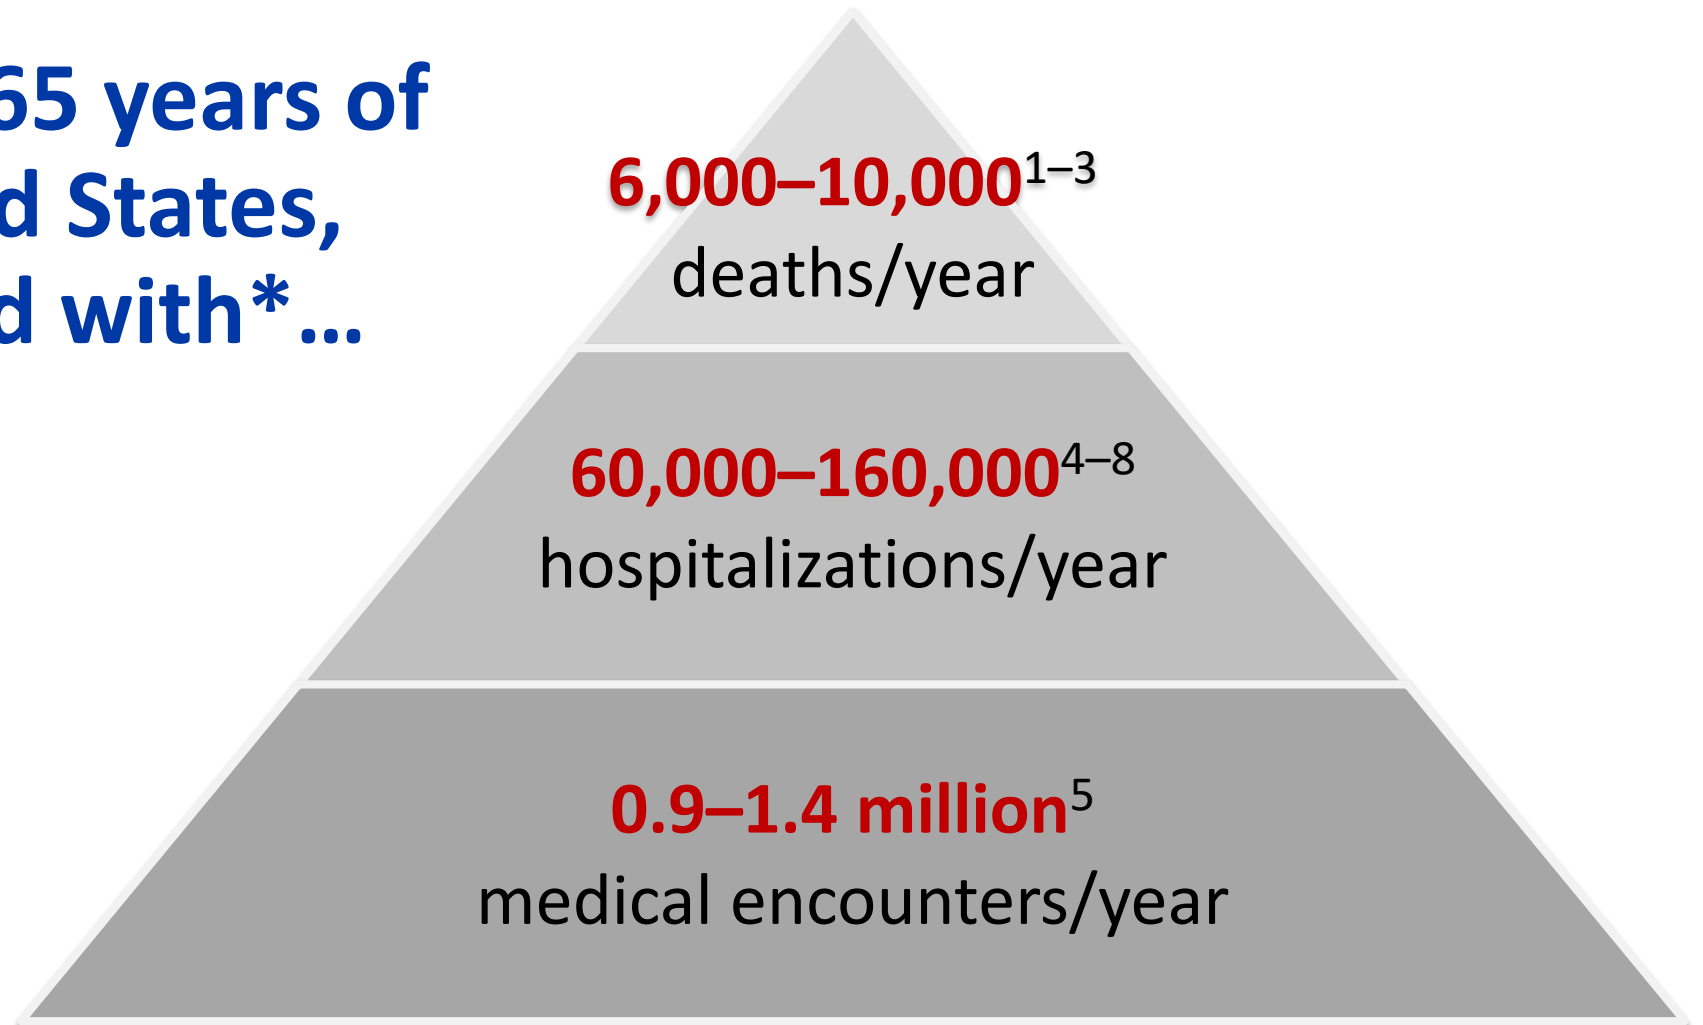 65 years of
d States,
d with*…
6,000–10,000¹⁻³
deaths/year
60,000–160,000⁴⁻⁸
hospitalizations/year
0.9–1.4 million⁵
medical encounters/year